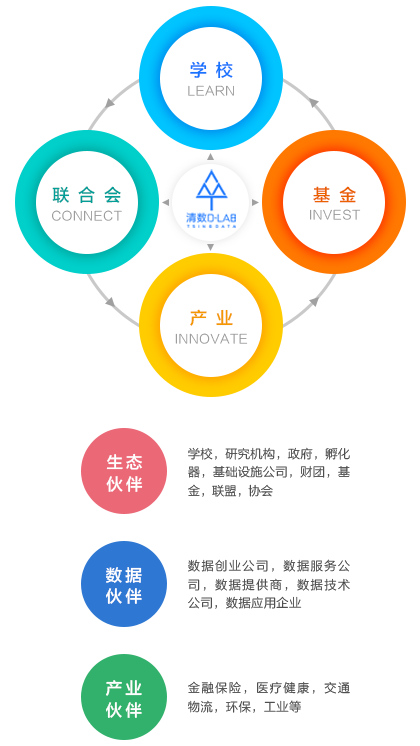 学校
LEARN
联合会
CONNECT
清数D-LAB
TSINGDATA
基金
INVEST
产业
INNOVATE
生态
伙伴
学校，研究机构，政府，孵化
器，基础设施公司，财团，基
金，联盟，协会
数据
伙伴
数据创业公司，数据服务公
司，数据提供商，数据技术
公司，数据应用企业
产业
伙伴
金融保险，医疗健康，交通
物流，环保，工业等